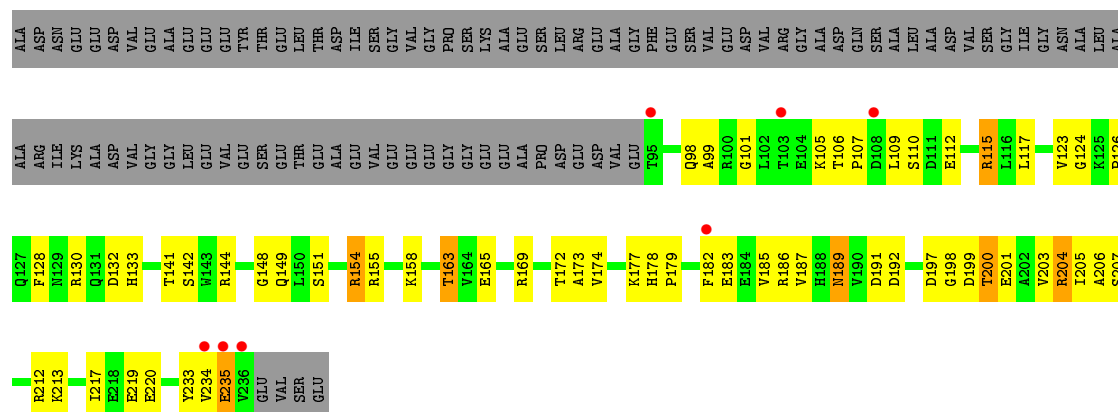 ALA ASP ASN GLU GLU ASP VAL GLU ALA GLU GLU GLU TYR THR GLU LEU THR ASP ILE SER GLY VAL GLY PRO SER LYS ALA GLU SER LEU ARG GLU ALA GLY PHE GLU SER VAL GLU ASP VAL ARG GLY ALA ASP GLN SER ALA LEU ALA ASP VAL SER GLY ILE GLY ASN ALA LEU ALA
ALA ARG ILE LYS ALA ASP VAL GLY GLY LEU GLU VAL GLU SER GLU THR GLU ALA GLU VAL GLU GLU GLU GLY GLY GLU GLU ALA PRO ASP GLU ASP VAL GLU T95 Q98 A99 R100 G101 L102 T103 E104 K105 T106 P107 D108 L109 S110 D111 E112 R115 L116 L117 V123 G124 K125 P126
Q127 F128 N129 R130 Q131 D132 H133 T141 S142 W143 R144 G148 Q149 L150 S151 R154 R155 K158 T163 V164 E165 R169 T172 A173 V174 K177 H178 P179 F182 E183 E184 V185 R186 V187 H188 N189 V190 D191 D192 D197 G198 D199 T200 E201 A202 V203 R204 I205 A206 S207
R212 K213 I217 E218 E219 E220 Y233 V234 E235 V236 GLU VAL SER GLU